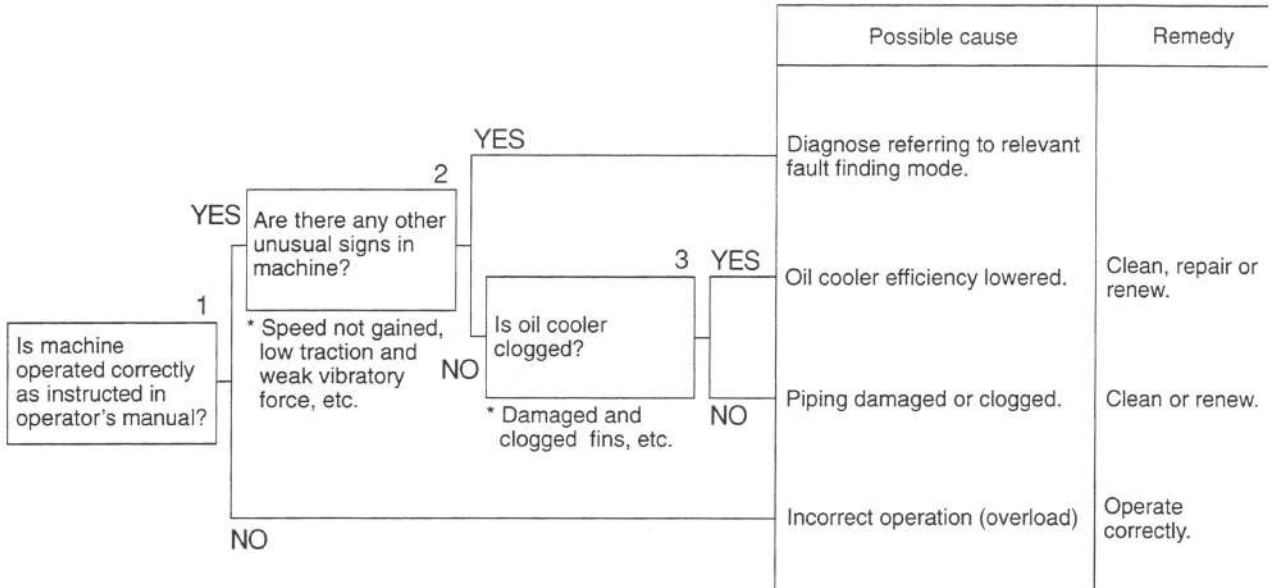 Possible cause
Remedy
YES
Diagnose referring to relevant
fault finding mode.
2
YES
Are there any other
unusual signs in
machine?
3
YES
Oil cooler efficiency lowered.
Clean, repair or
renew.
1
* Speed not gained,
low traction and
weak vibratory
force, etc.
Is oil cooler
clogged?
Is machine
operated correctly
as instructed in
operator's manual?
NO
* Damaged and
clogged fins, etc.
NO
Piping damaged or clogged.
Clean or renew.
NO
Incorrect operation (overload)
Operate
correctly.